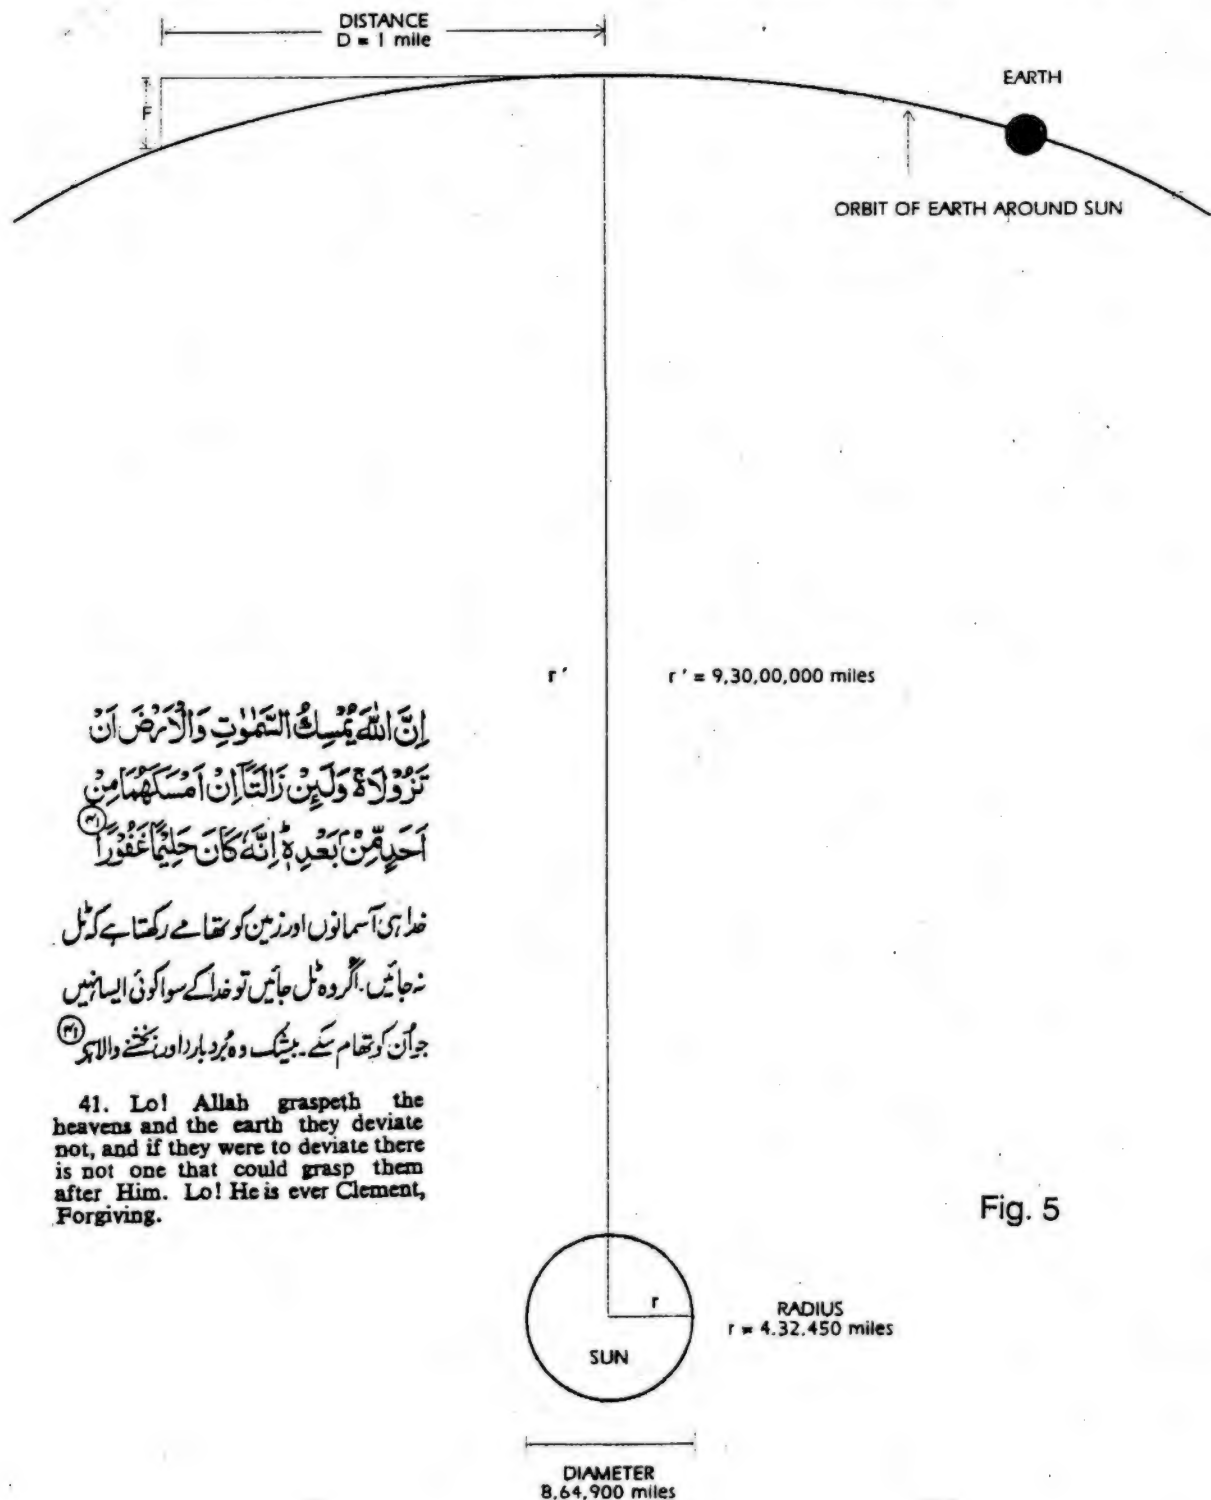 DISTANCE
D = 1 mile
F
EARTH
ORBIT OF EARTH AROUND SUN
r ′
r ′ = 9,30,00,000 miles
اِنَّ اللّٰهَ يُمْسِكُ السَّمٰوٰتِ وَالْاَرْضَ اَنْ
تَزُوْلَا ۚ وَلَئِنْ زَالَتَاۤ اِنْ اَمْسَكَهُمَا مِنْ
اَحَدٍ مِّنْۢ بَعْدِهٖ ؕ اِنَّهٗ كَانَ حَلِيْمًا غَفُوْرًا ۴۱
خدا ہی آسمانوں اور زمین کو تھامے رکھتا ہے کہ ٹل
نہ جائیں۔ اگر وہ ٹل جائیں تو خدا کے سوا کوئی ایسا نہیں
جو اُن کو تھام سکے۔ بیشک وہ بُردبار اور بخشنے والا ہے ۴۱
41. Lo! Allah graspeth the
heavens and the earth they deviate
not, and if they were to deviate there
is not one that could grasp them
after Him. Lo! He is ever Clement,
Forgiving.
Fig. 5
r
RADIUS
r = 4.32.450 miles
SUN
DIAMETER
8,64,900 miles